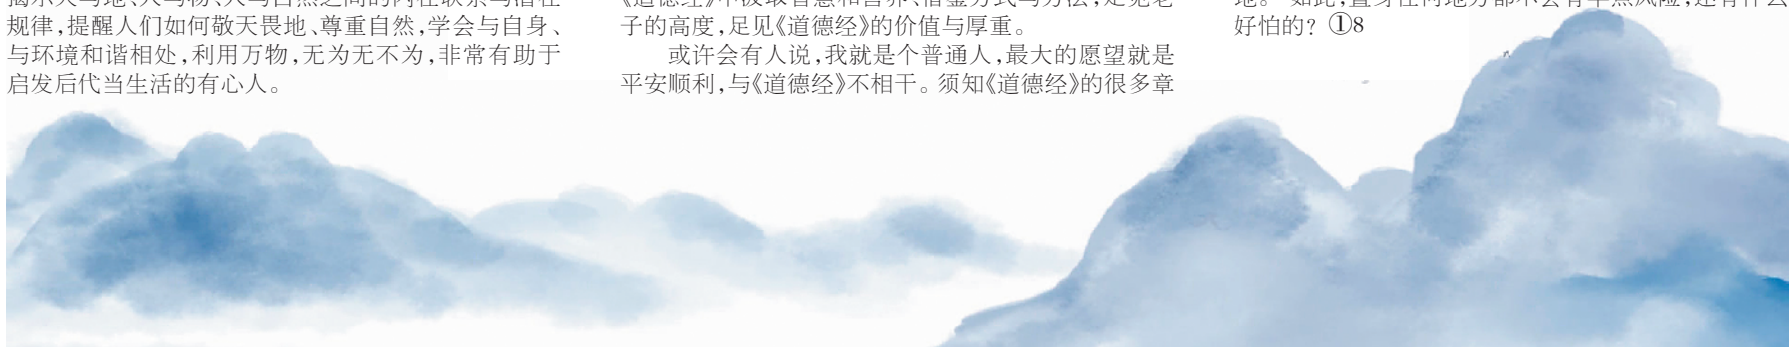 规律,提醒人们如何敬天畏地、尊重自然,学会与自身、
与环境和谐相处,利用万物,无为无不为,非常有助于
启发后代当生活的有心人。
子的高度,足见《道德经》的价值与厚重。
或许会有人说,我就是个普通人,最大的愿望就是
平安顺利,与《道德经》不相干。须知《道德经》的很多章
好怕的?①8